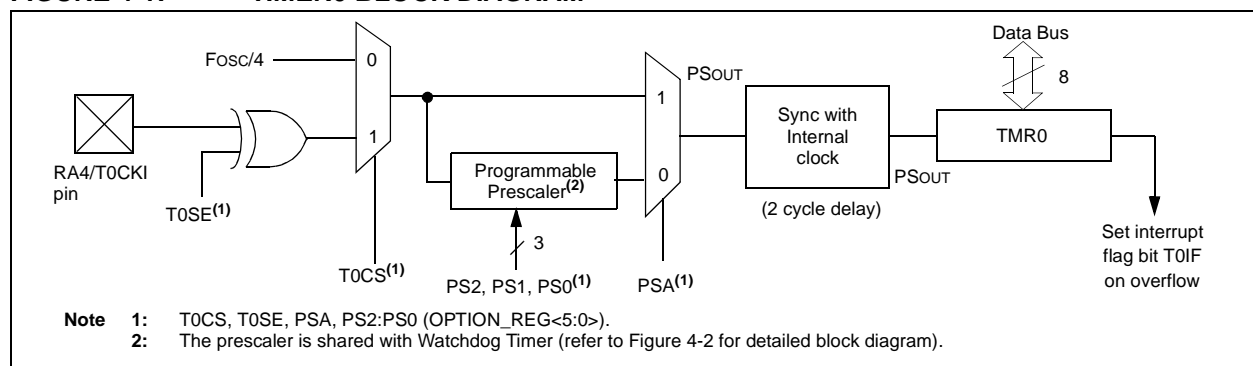 Data Bus
FOSC/4
0
PSOUT
8
1
Sync with
Internal
clock
TMR0
1
RA4/T0CKI
pin
Programmable
Prescaler(2)
0
PSOUT
T0SE(1)
(2 cycle delay)
3
Set interrupt
flag bit T0IF
on overflow
T0CS(1)
PS2, PS1, PS0(1)
PSA(1)
Note 1: T0CS, T0SE, PSA, PS2:PS0 (OPTION_REG<5:0>).
2: The prescaler is shared with Watchdog Timer (refer to Figure 4-2 for detailed block diagram).